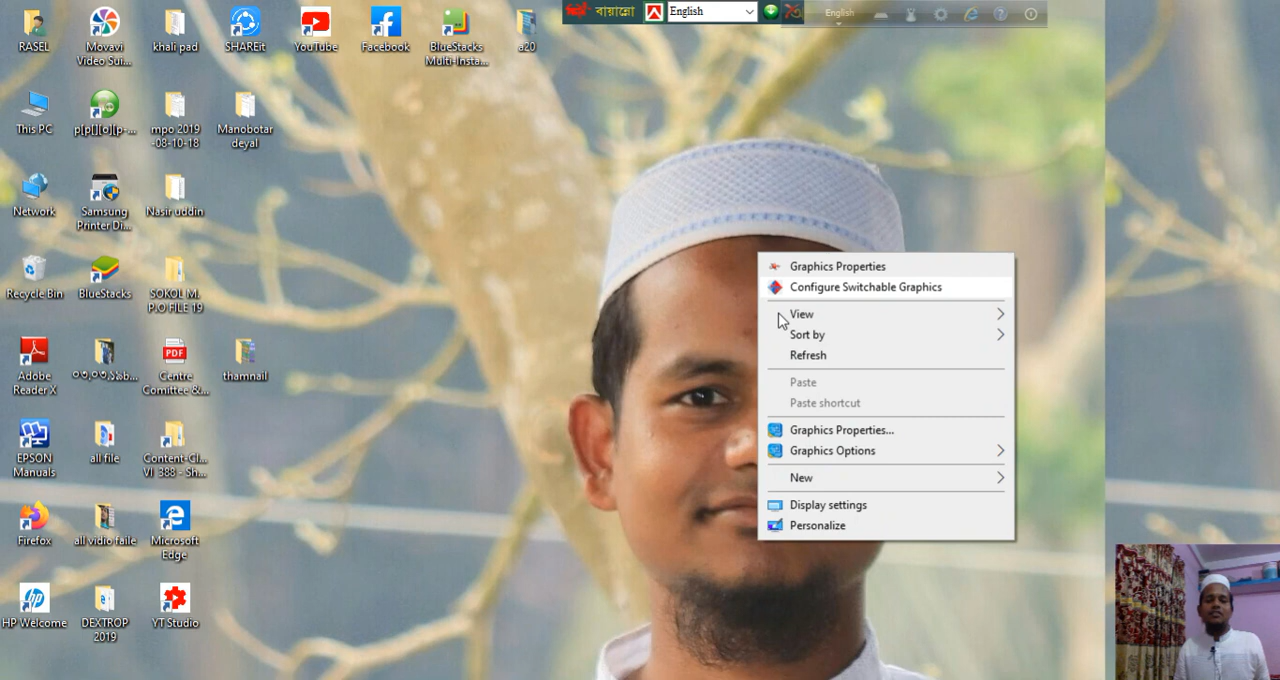 বায়ান্নো
English
English
RASEL
Movavi
Video Sui...
khali pad
SHAREit
YouTube
Facebook
BlueStacks
Multi-Insta...
a20
This PC
p[p[][o][p-...
mpo 2019
-08-10-18
Manobotar
deyal
Network
Samsung
Printer Di...
Nasir uddin
Recycle Bin
BlueStacks
SOKOL M.
P.O FILE 19
Adobe
Reader X
PDF
Centre
Comittee &...
thamnail
EPSON
Manuals
all file
Content-Cl...
VI 388 - Sh...
Firefox
all vidio faile
Microsoft
Edge
HP Welcome
DEXTROP
2019
YT Studio
Graphics Properties
Configure Switchable Graphics
View
Sort by
Refresh
Paste
Paste shortcut
Graphics Properties...
Graphics Options
New
Display settings
Personalize